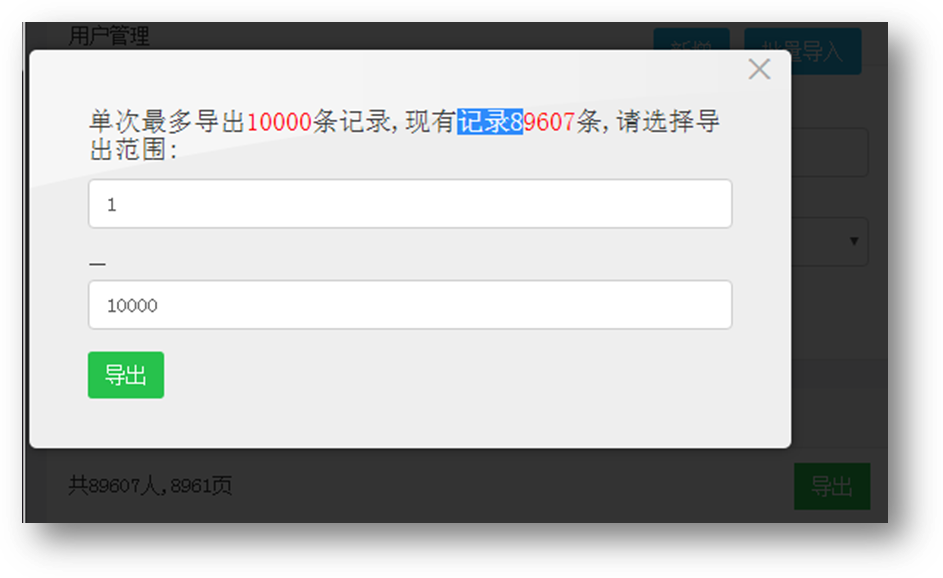 用户管理
新增
批量导入
单次最多导出10000条记录,现有记录89607条,请选择导
出范围:
1
—
10000
导出
共89607人,8961页
导出